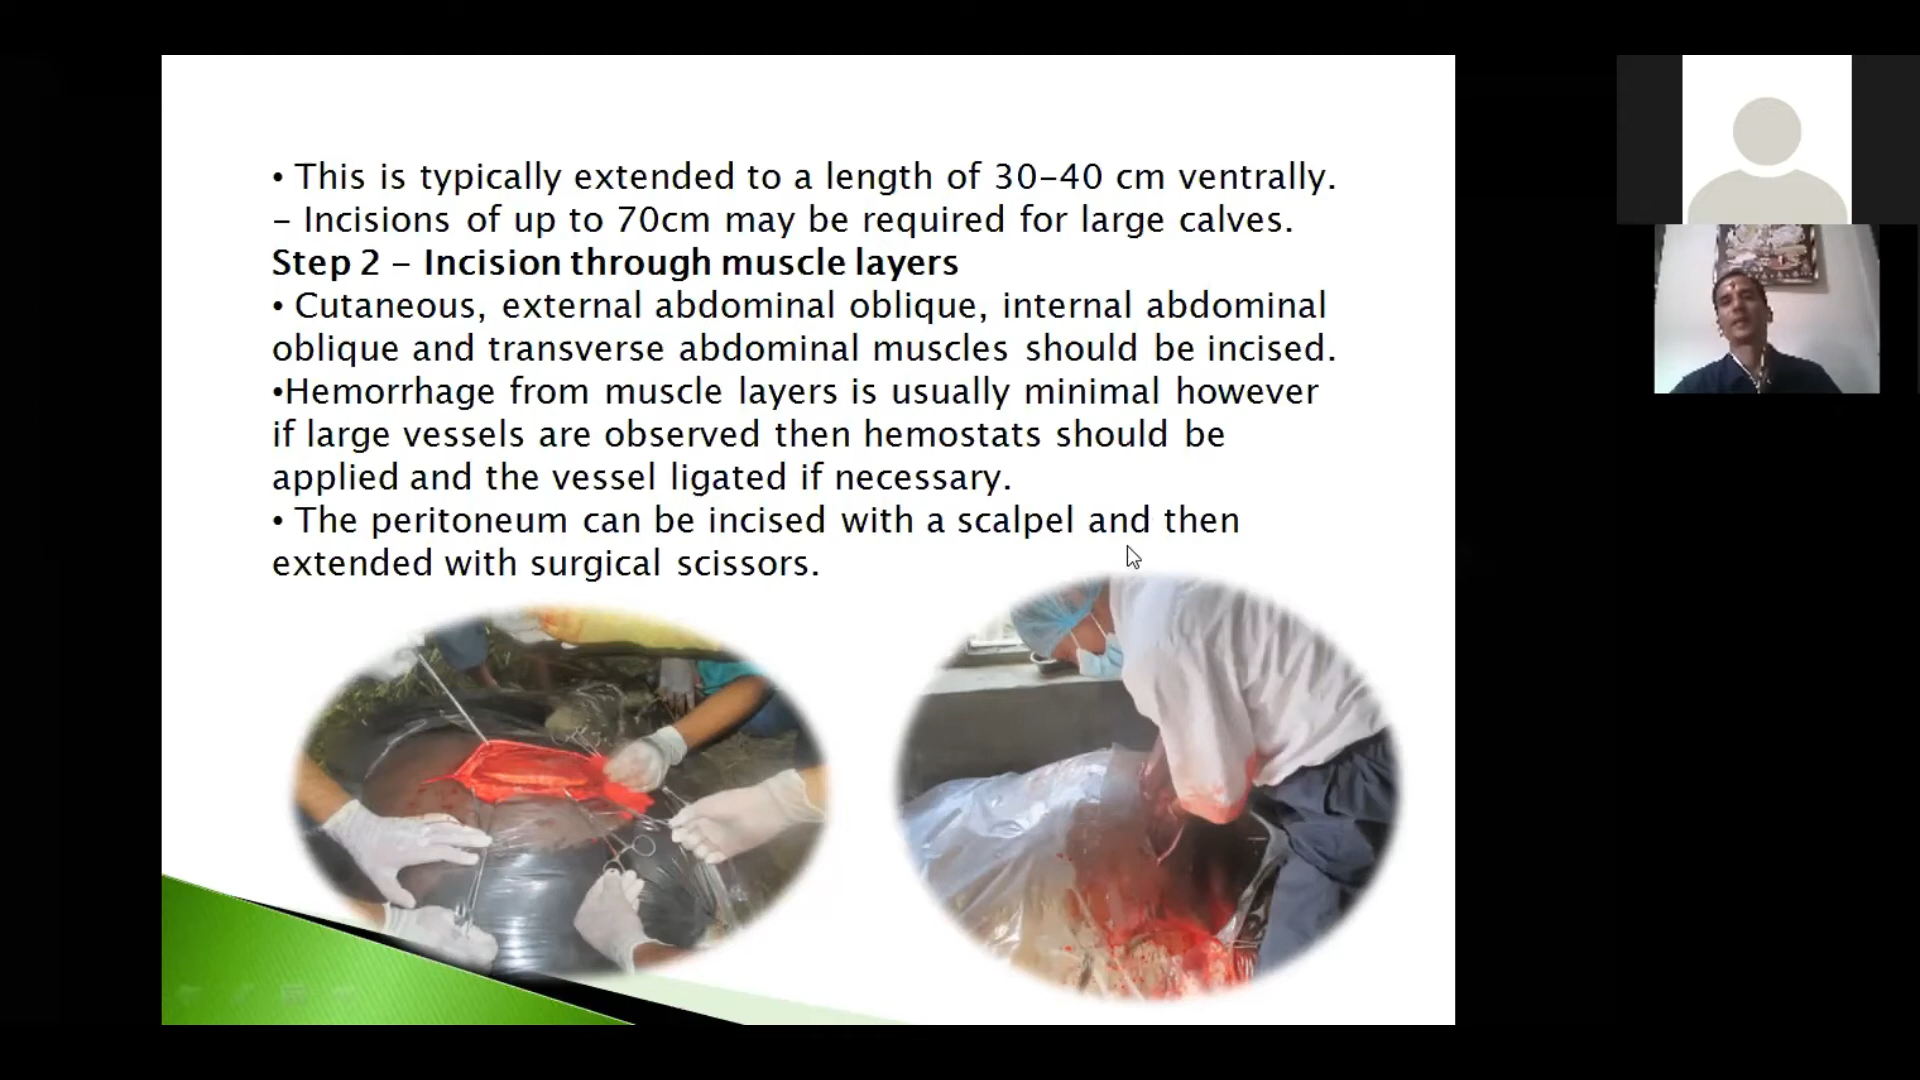 • This is typically extended to a length of 30-40 cm ventrally.
– Incisions of up to 70cm may be required for large calves.
Step 2 – Incision through muscle layers
• Cutaneous, external abdominal oblique, internal abdominal
oblique and transverse abdominal muscles should be incised.
•Hemorrhage from muscle layers is usually minimal however
if large vessels are observed then hemostats should be
applied and the vessel ligated if necessary.
• The peritoneum can be incised with a scalpel and then
extended with surgical scissors.